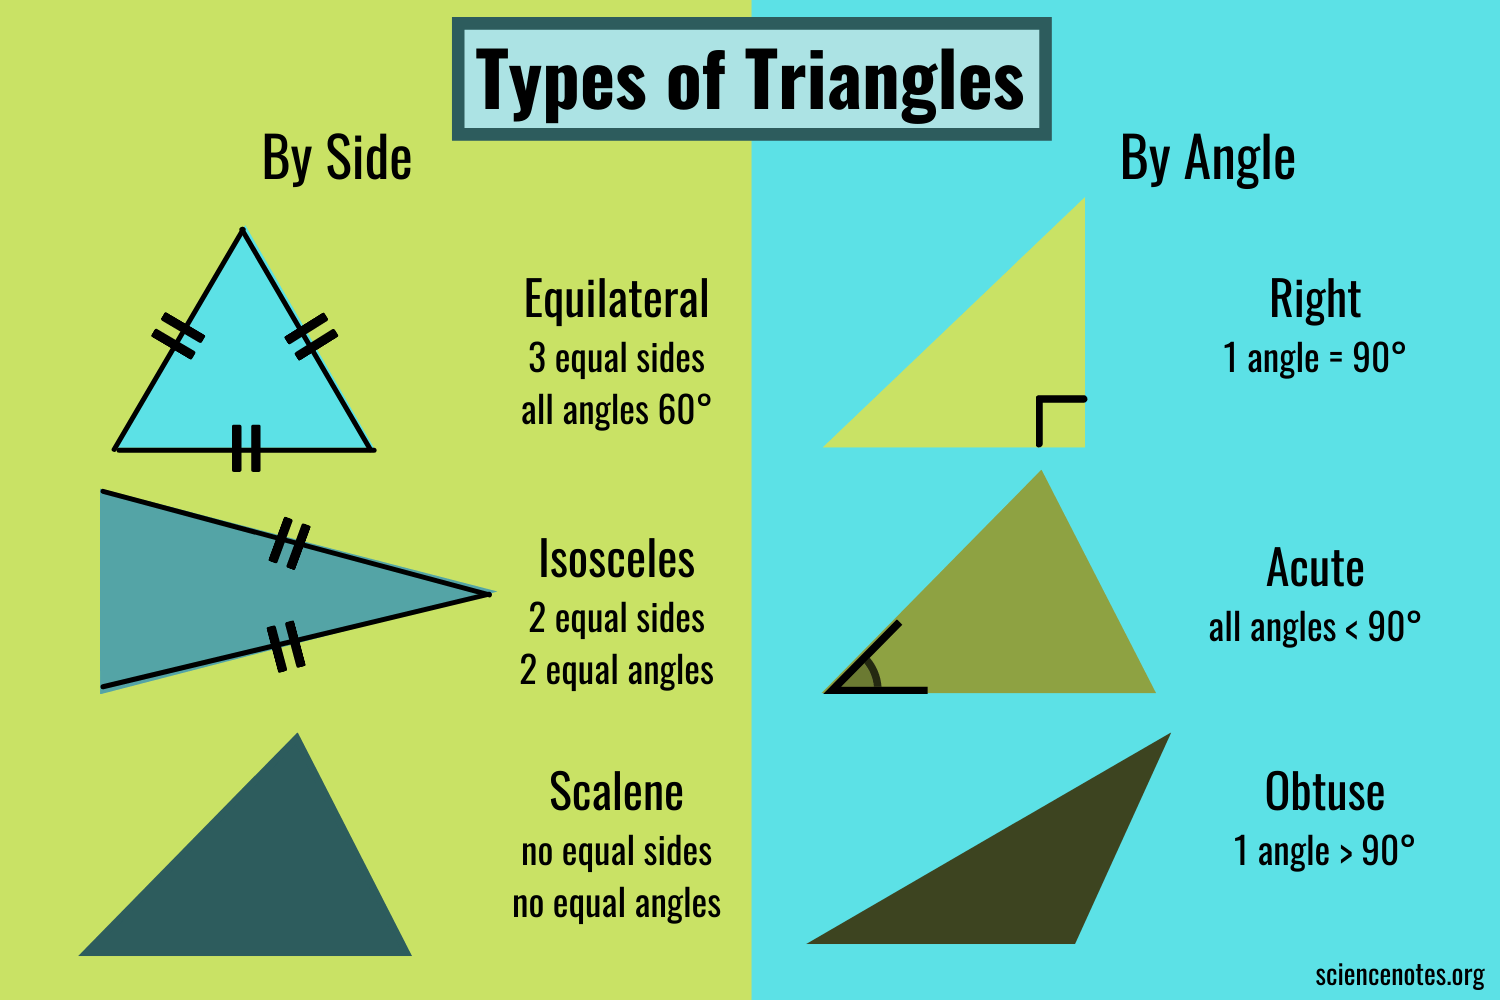 Types of Triangles
By Side
Equilateral
3 equal sides
all angles 60°
Isosceles
2 equal sides
2 equal angles
Scalene
no equal sides
no equal angles
By Angle
Right
1 angle = 90°
Acute
all angles < 90°
Obtuse
1 angle > 90°
sciencenotes.org